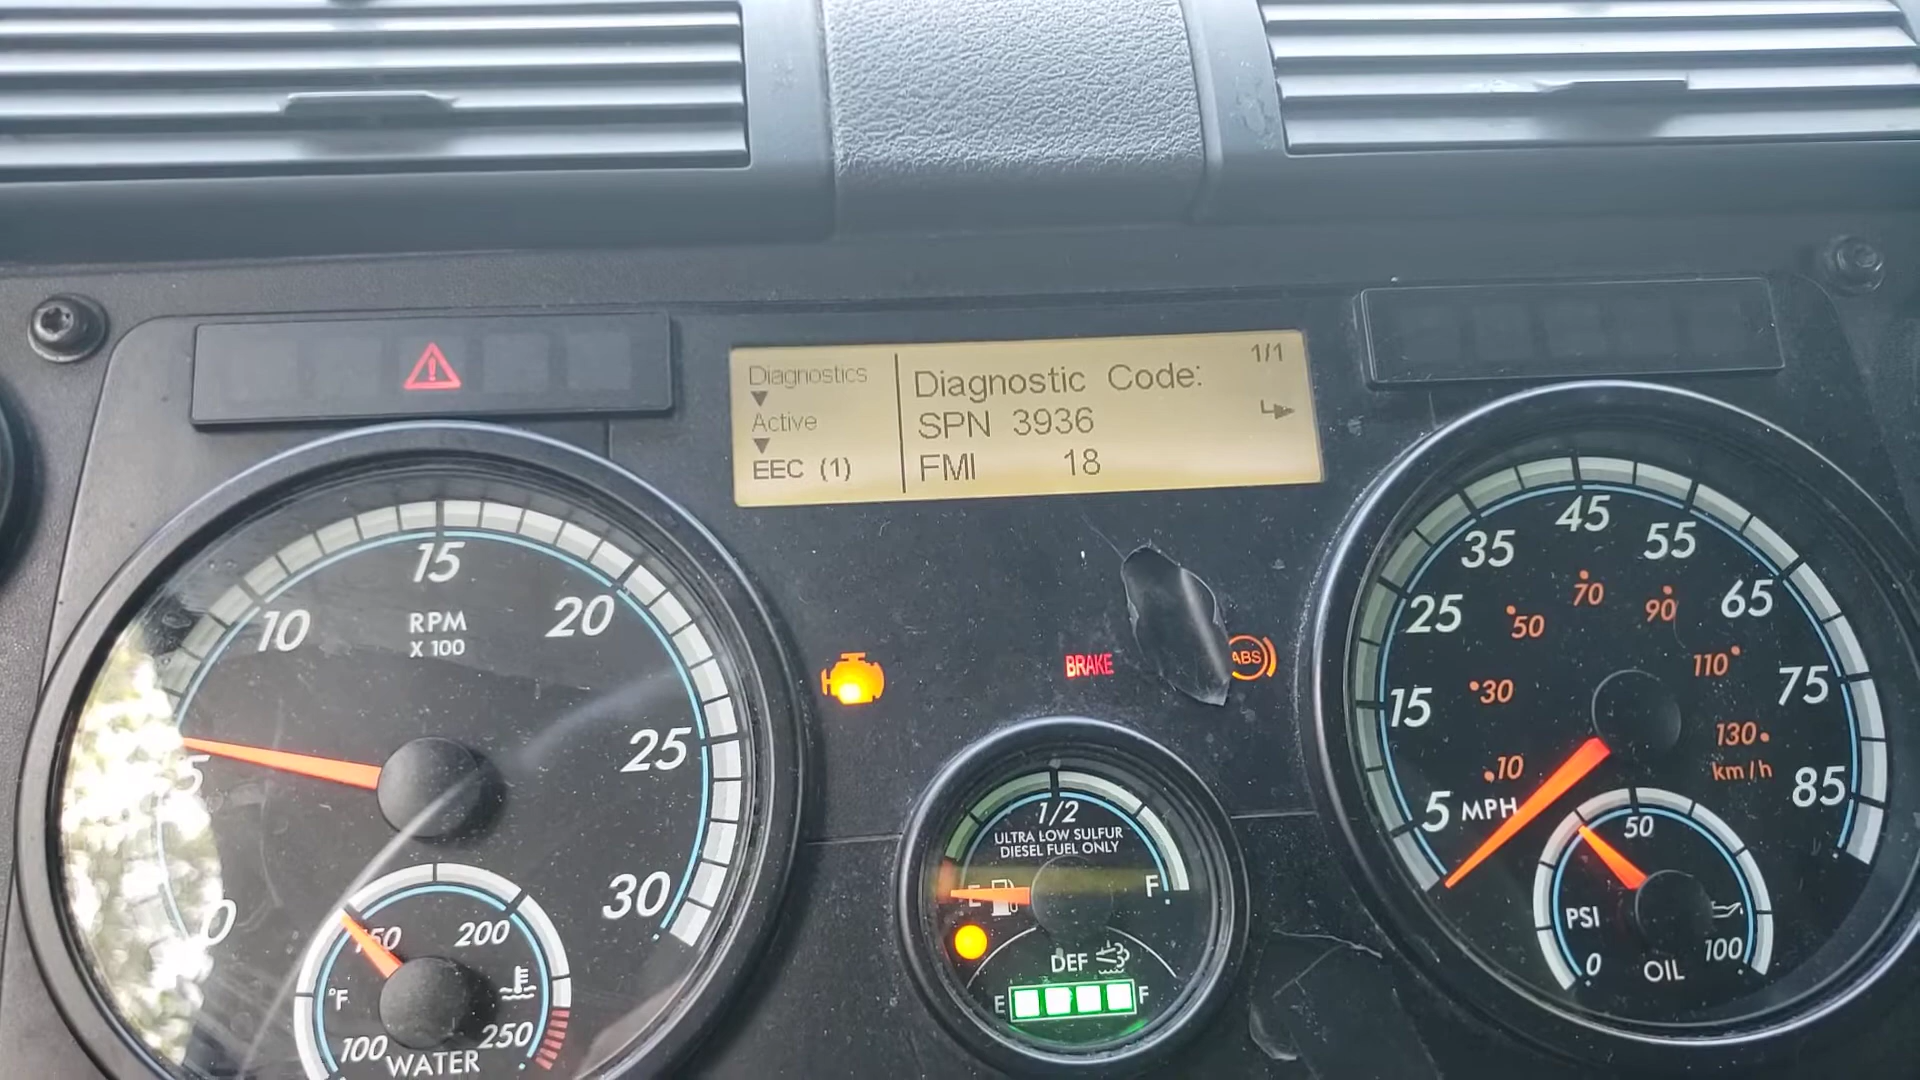 Diagnostics
Active
EEC (1)
1/1
Diagnostic Code:
SPN 3936
FMI 18
0
5
10
15
20
25
30
RPM
X 100
100
150
200
250
°F
WATER
BRAKE
ABS
1/2
ULTRA LOW SULFUR
DIESEL FUEL ONLY
E
F
DEF
E
F
5
15
25
35
45
55
65
75
85
MPH
10
30
50
70
90
110
130
km/h
0
50
100
PSI
OIL